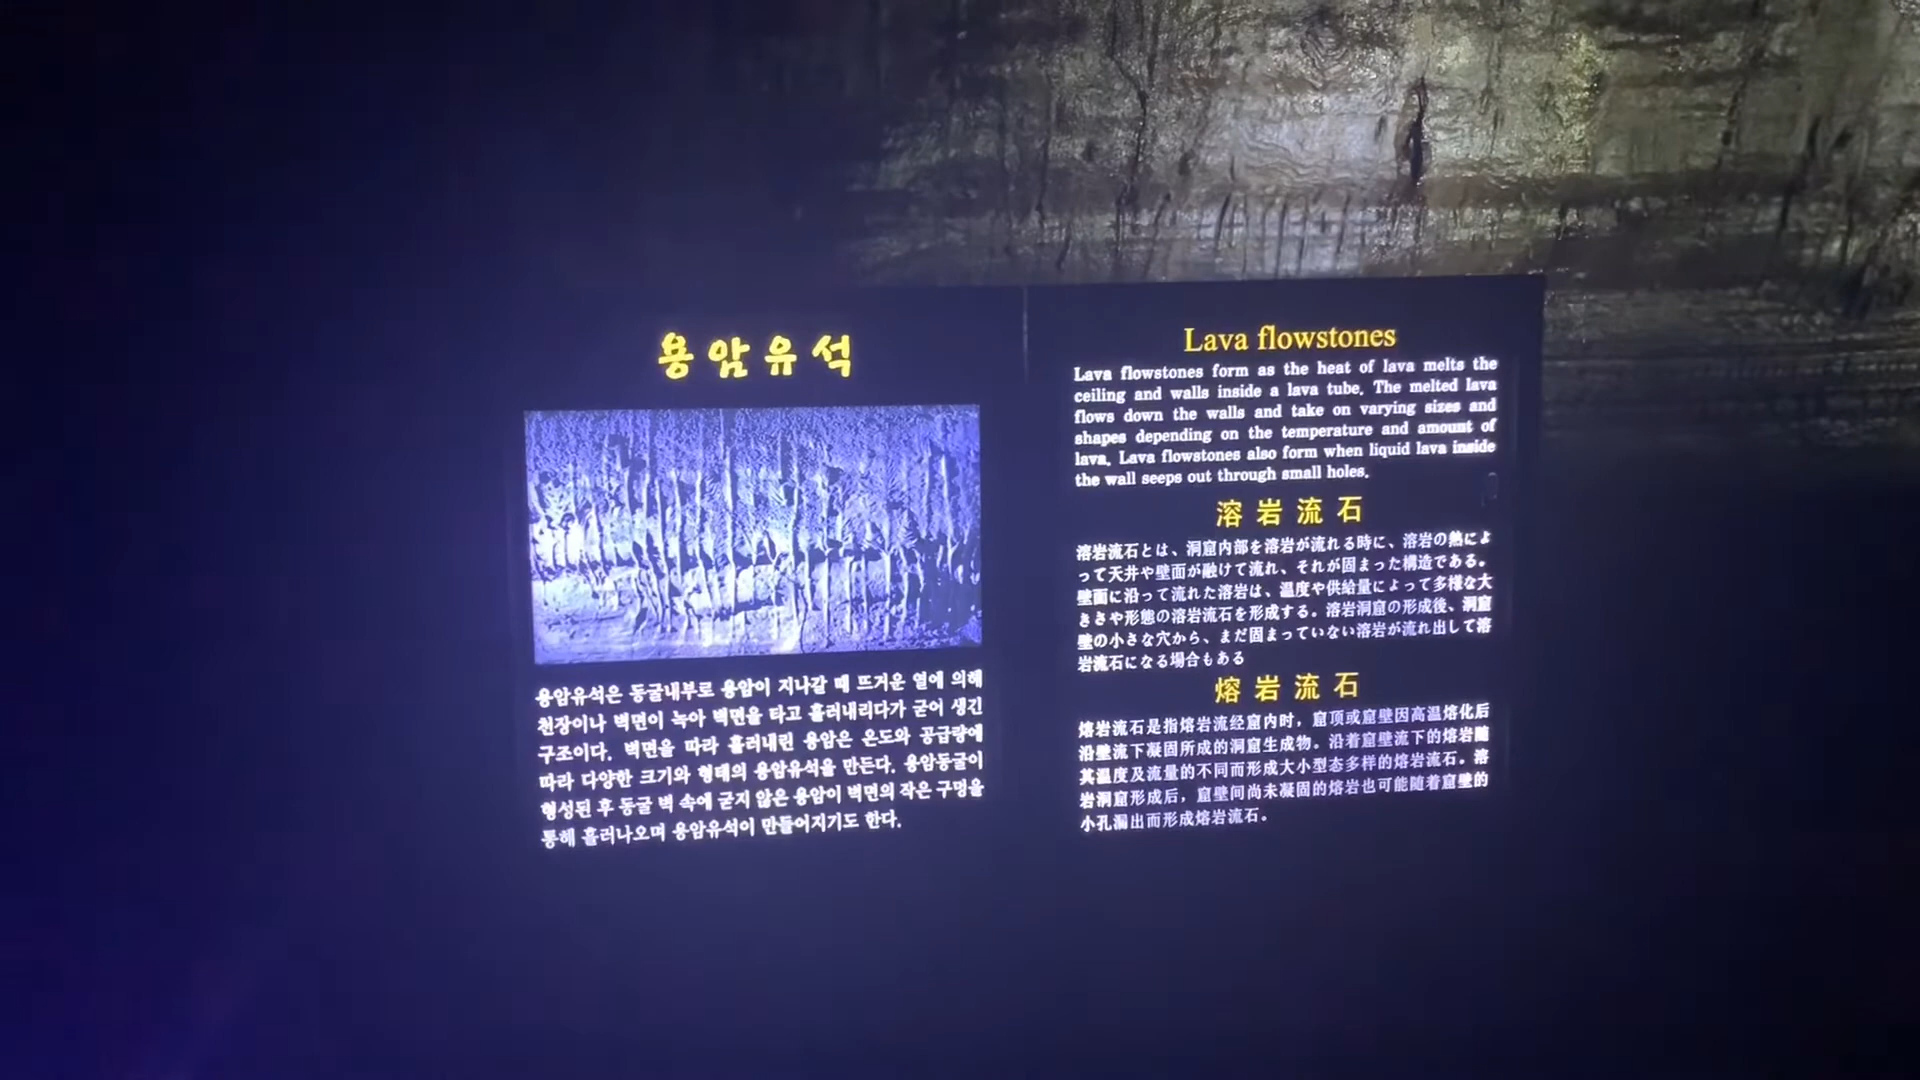 용암유석
용암유석은 동굴내부로 용암이 지나갈 때 뜨거운 열에 의해
천장이나 벽면이 녹아 벽면을 타고 흘러내리다가 굳어 생긴
구조이다. 벽면을 따라 흘러내린 용암은 온도와 공급량에
따라 다양한 크기와 형태의 용암유석을 만든다. 용암동굴이
형성된 후 동굴 벽 속에 굳지 않은 용암이 벽면의 작은 구멍을
통해 흘러나오며 용암유석이 만들어지기도 한다.
Lava flowstones
Lava flowstones form as the heat of lava melts the
ceiling and walls inside a lava tube. The melted lava
flows down the walls and take on varying sizes and
shapes depending on the temperature and amount of
lava. Lava flowstones also form when liquid lava inside
the wall seeps out through small holes.
溶岩流石
溶岩流石とは、洞窟内部を溶岩が流れる時に、溶岩の熱によ
って天井や壁面が融けて流れ、それが固まった構造である。
壁面に沿って流れた溶岩は、温度や供給量によって多様な大
きさや形態の溶岩流石を形成する。溶岩洞窟の形成後、洞窟
壁の小さな穴から、まだ固まっていない溶岩が流れ出して溶
岩流石になる場合もある
熔岩流石
熔岩流石是指熔岩流经窟内时，窟顶或窟壁因高温熔化后
沿壁流下凝固所成的洞窟生成物。沿着窟壁流下的熔岩随
其温度及流量的不同而形成大小型态多样的熔岩流石。溶
岩洞窟形成后，窟壁间尚未凝固的熔岩也可能随着窟壁的
小孔漏出而形成熔岩流石。